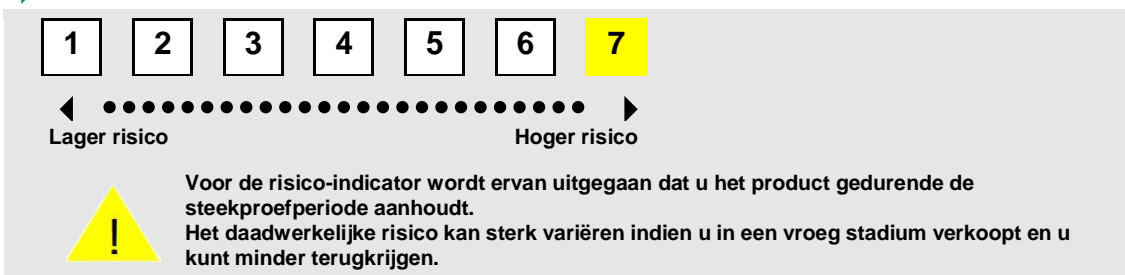 1 2 3 4 5 6 7
Lager risico Hoger risico
! Voor de risico-indicator wordt ervan uitgegaan dat u het product gedurende de
steekproefperiode aanhoudt.
Het daadwerkelijke risico kan sterk variëren indien u in een vroeg stadium verkoopt en u
kunt minder terugkrijgen.